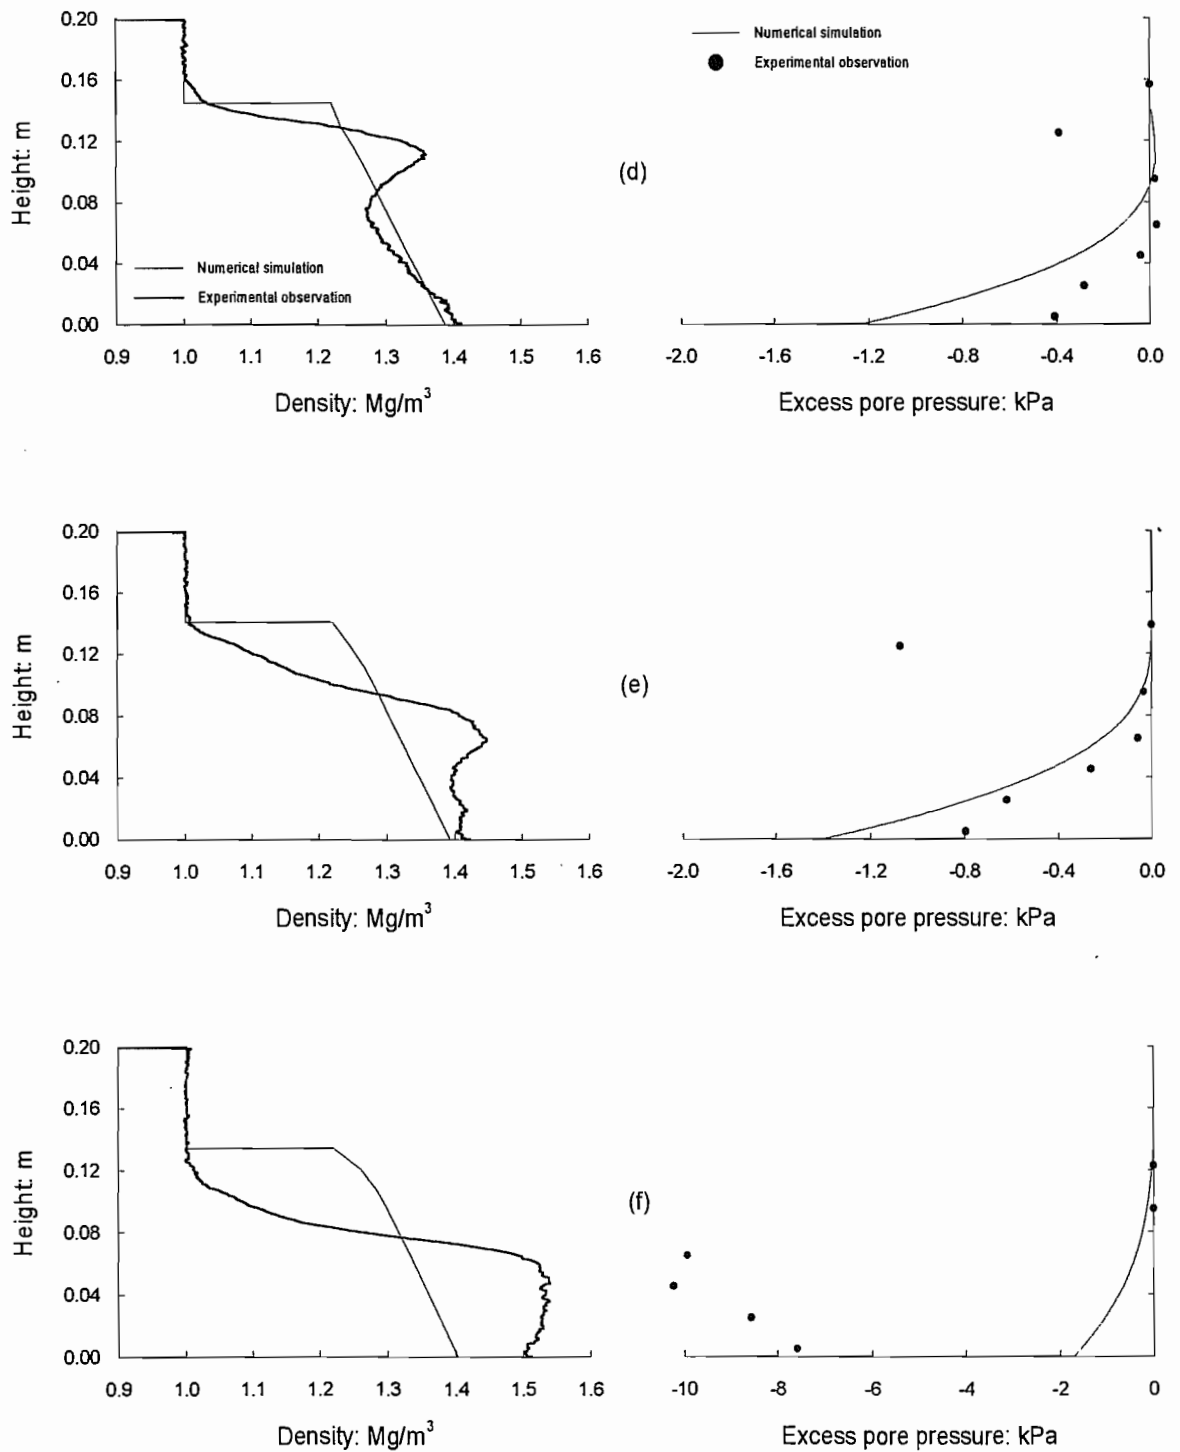 0.20
0.16
0.12
0.08
0.04
0.00
Height: m
Numerical simulation
Experimental observation
0.9 1.0 1.1 1.2 1.3 1.4 1.5 1.6
Density: Mg/m³
(d)
Numerical simulation
Experimental observation
-2.0 -1.6 -1.2 -0.8 -0.4 0.0
Excess pore pressure: kPa
0.20
0.16
0.12
0.08
0.04
0.00
Height: m
0.9 1.0 1.1 1.2 1.3 1.4 1.5 1.6
Density: Mg/m³
(e)
-2.0 -1.6 -1.2 -0.8 -0.4 0.0
Excess pore pressure: kPa
0.20
0.16
0.12
0.08
0.04
0.00
Height: m
0.9 1.0 1.1 1.2 1.3 1.4 1.5 1.6
Density: Mg/m³
(f)
-10 -8 -6 -4 -2 0
Excess pore pressure: kPa